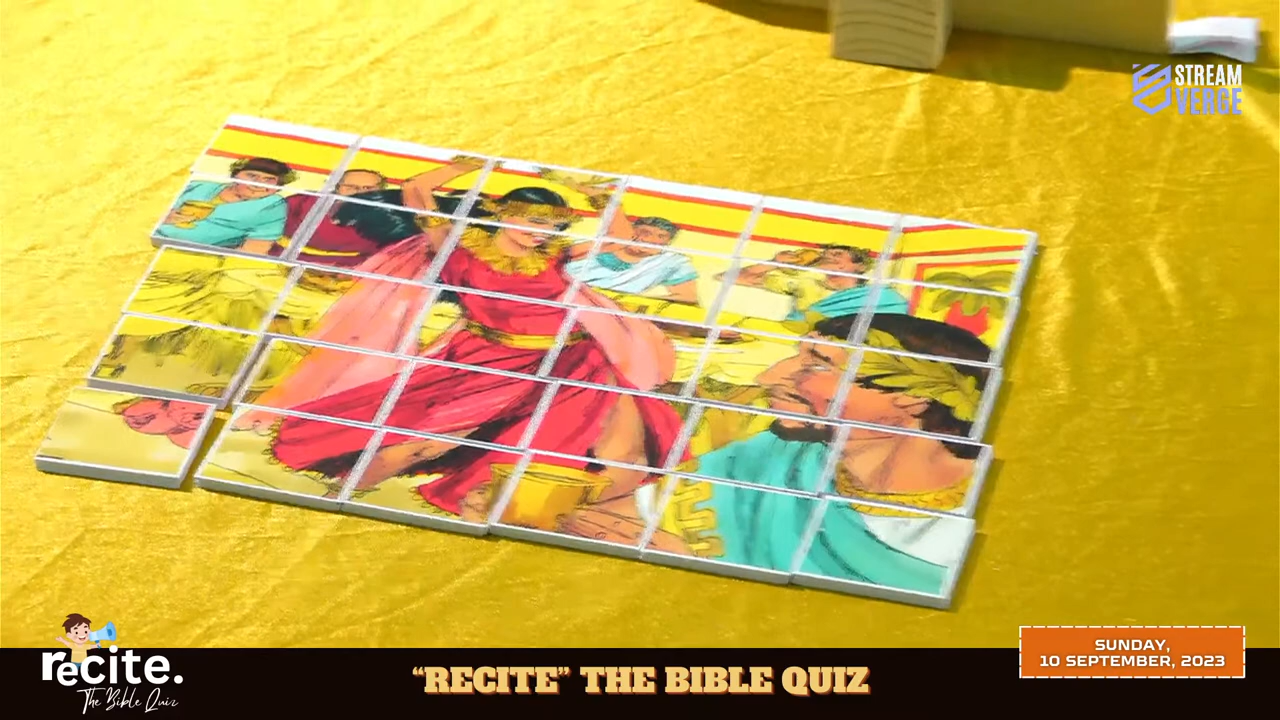 STREAM
VERGE
recite.
The Bible Quiz
“RECITE” THE BIBLE QUIZ
SUNDAY,
10 SEPTEMBER, 2023